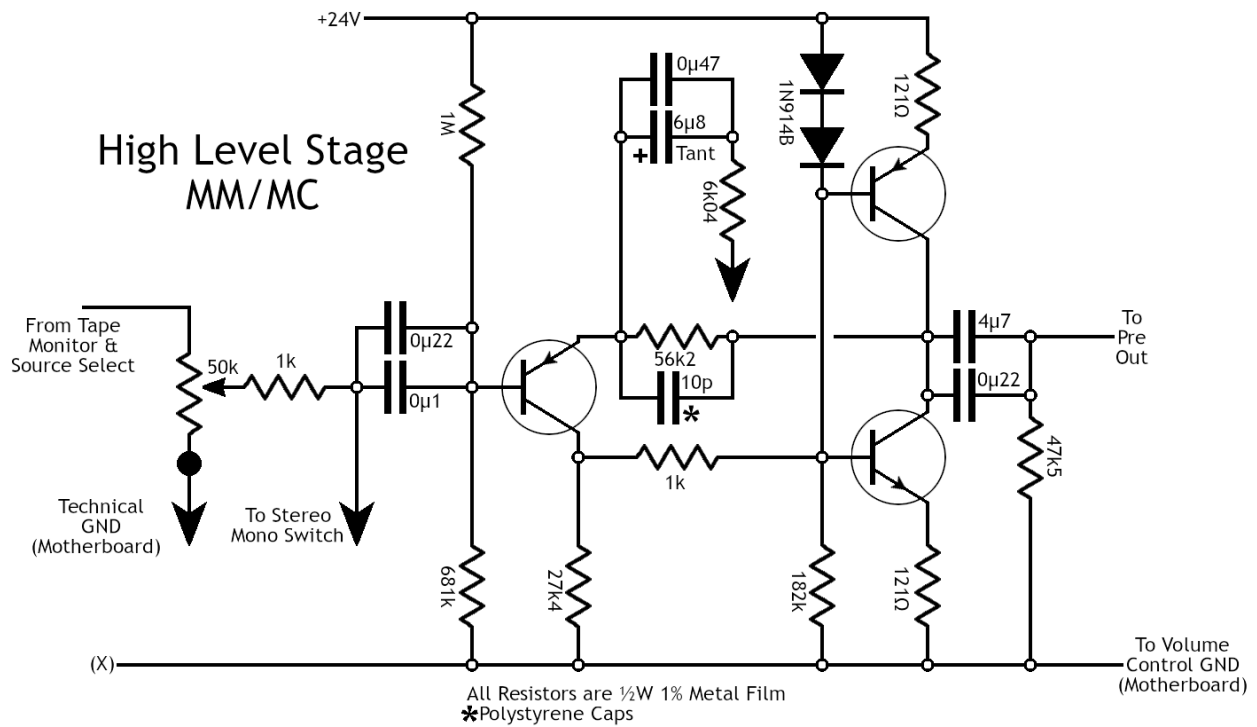 +24V
0µ47
1N914B
121Ω
1M
6µ8
+
Tant
High Level Stage
MM/MC
6k04
From Tape
Monitor &
Source Select
50k
1k
0µ22
0µ1
56k2
10p
*
4µ7
0µ22
To
Pre
Out
1k
47k5
Technical
GND
(Motherboard)
To Stereo
Mono Switch
681k
27k4
182k
121Ω
(X)
To Volume
Control GND
(Motherboard)
All Resistors are ½W 1% Metal Film
*Polystyrene Caps